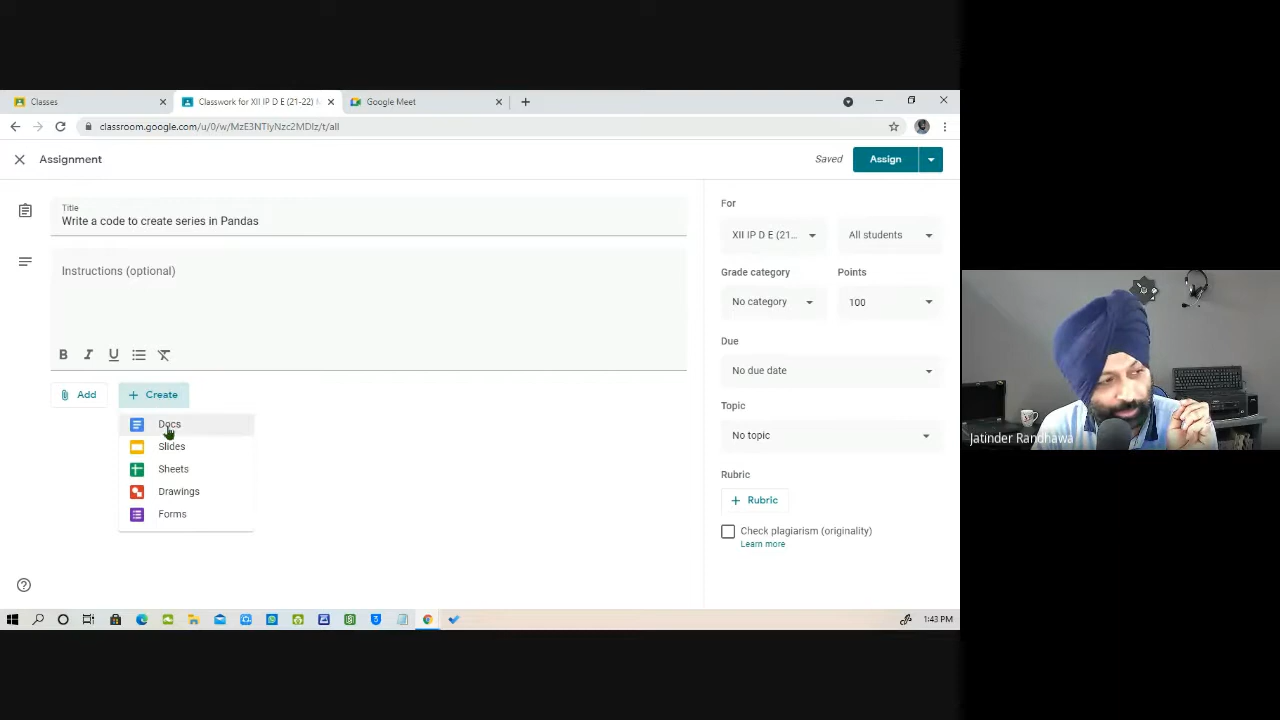 Classes
Classwork for XII IP D E (21-22) M
Google Meet
classroom.google.com/u/0/w/MzE3NTIyNzc2MDIz/t/all
Assignment
Saved
Assign
Title
Write a code to create series in Pandas
Instructions (optional)
B I U
Add
Create
Docs
Slides
Sheets
Drawings
Forms
For
XII IP D E (21...
All students
Grade category
Points
No category
100
Due
No due date
Topic
No topic
Rubric
Rubric
Check plagiarism (originality)
Learn more
1:43 PM
Jatinder Randhawa